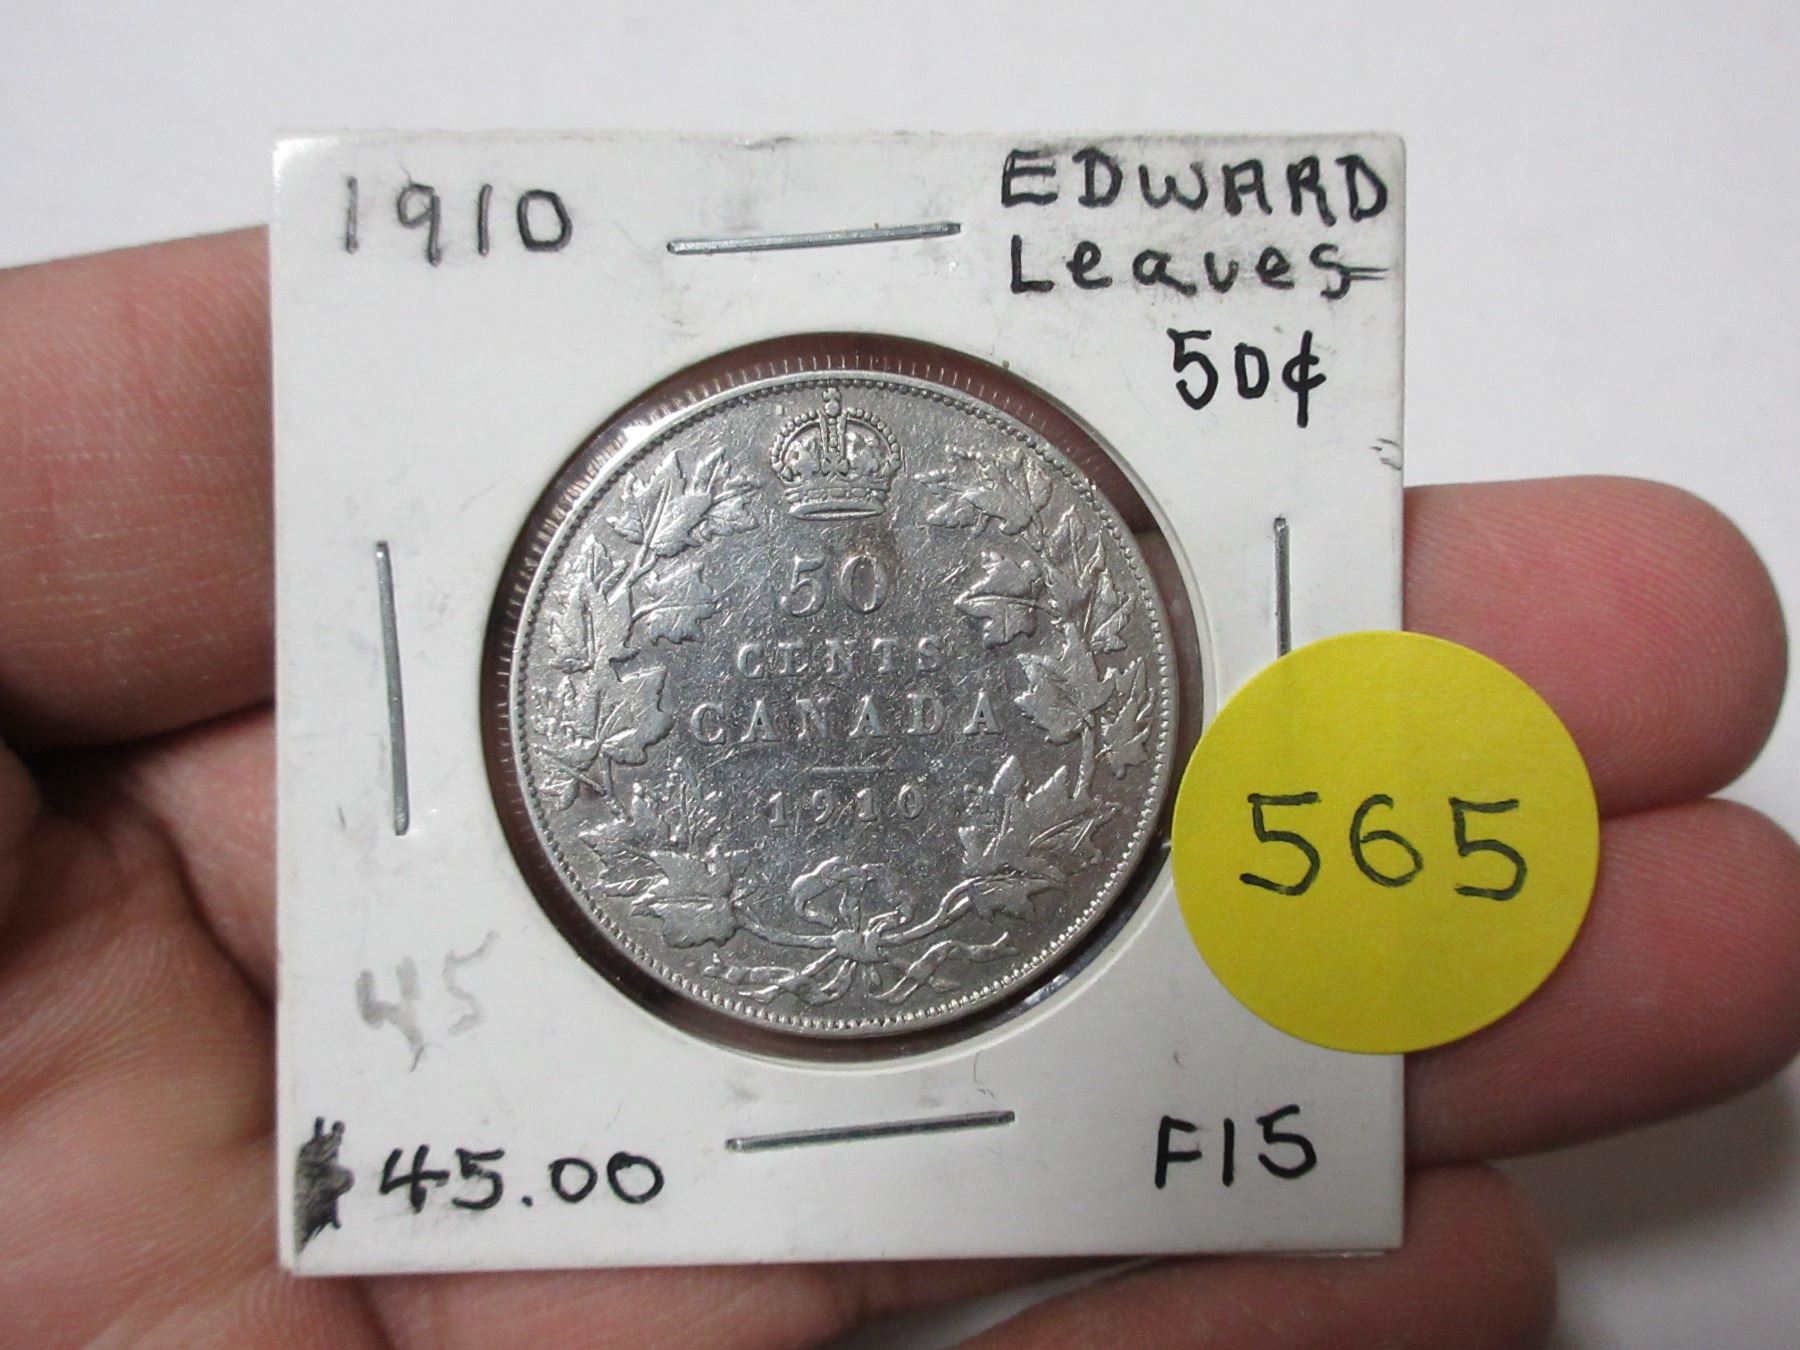 1910
EDWARD
Leaves
50¢
50
CENTS
CANADA
1910
565
45
$45.00
F15